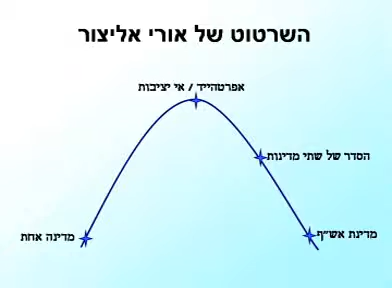 השרטוט של אורי אליצור
אפרטהייד / אי יציבות
הסדר של שתי מדינות
מדינת אש״ף
מדינה אחת